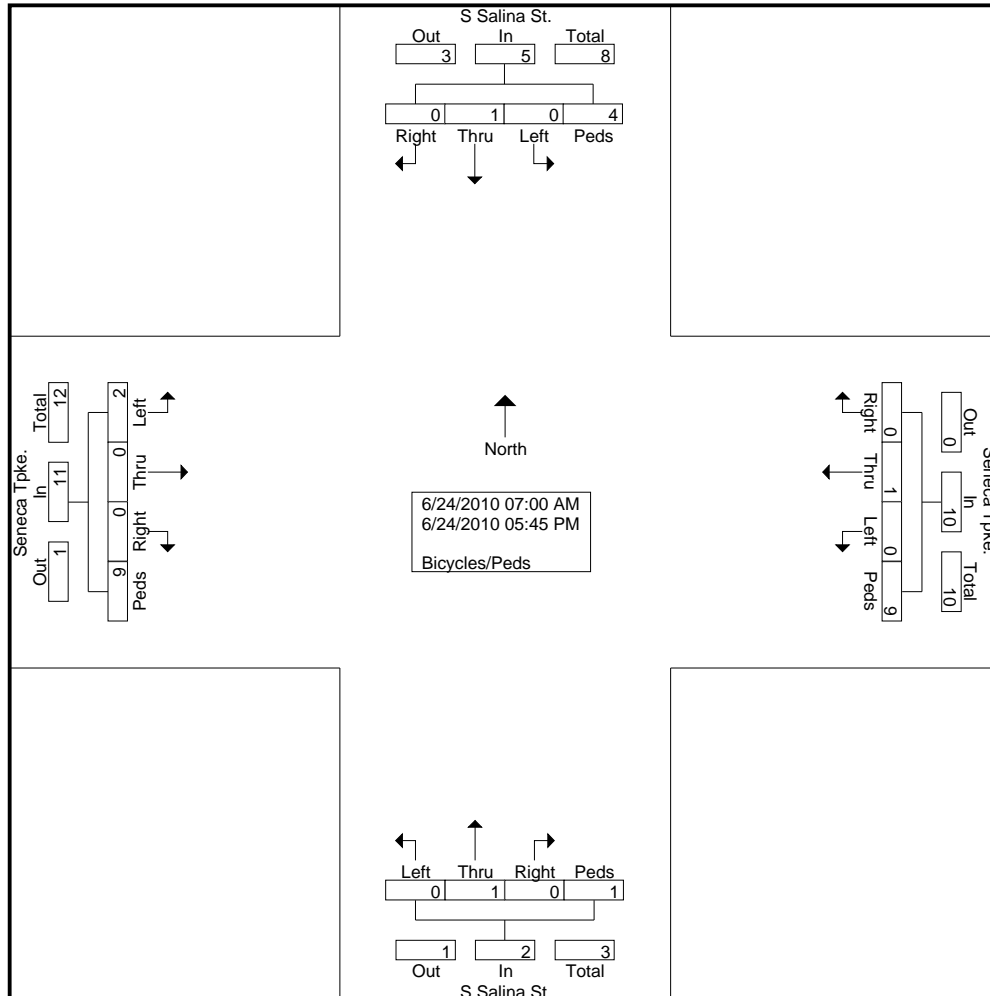 S Salina St.
Out In Total
3 5 8
0 1 0 4
Right Thru Left Peds
Seneca Tpke.
Total In Out
12 11 1
2 0 0 9
Left Thru Right Peds
North
6/24/2010 07:00 AM
6/24/2010 05:45 PM
Bicycles/Peds
Right Thru Left Peds
0 1 0 9
Out In Total
0 10 10
Seneca Tpke.
Left Thru Right Peds
0 1 0 1
1 2 3
Out In Total
S Salina St.